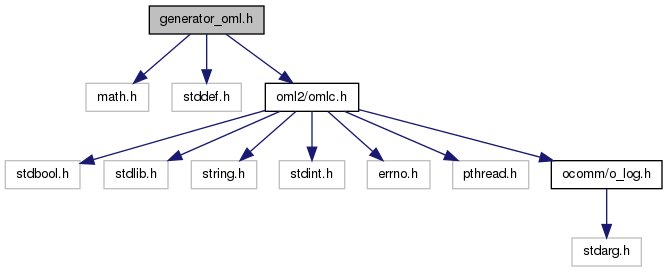 generator_oml.h
math.h
stddef.h
oml2/omlc.h
stdbool.h
stdlib.h
string.h
stdint.h
errno.h
pthread.h
ocomm/o_log.h
stdarg.h